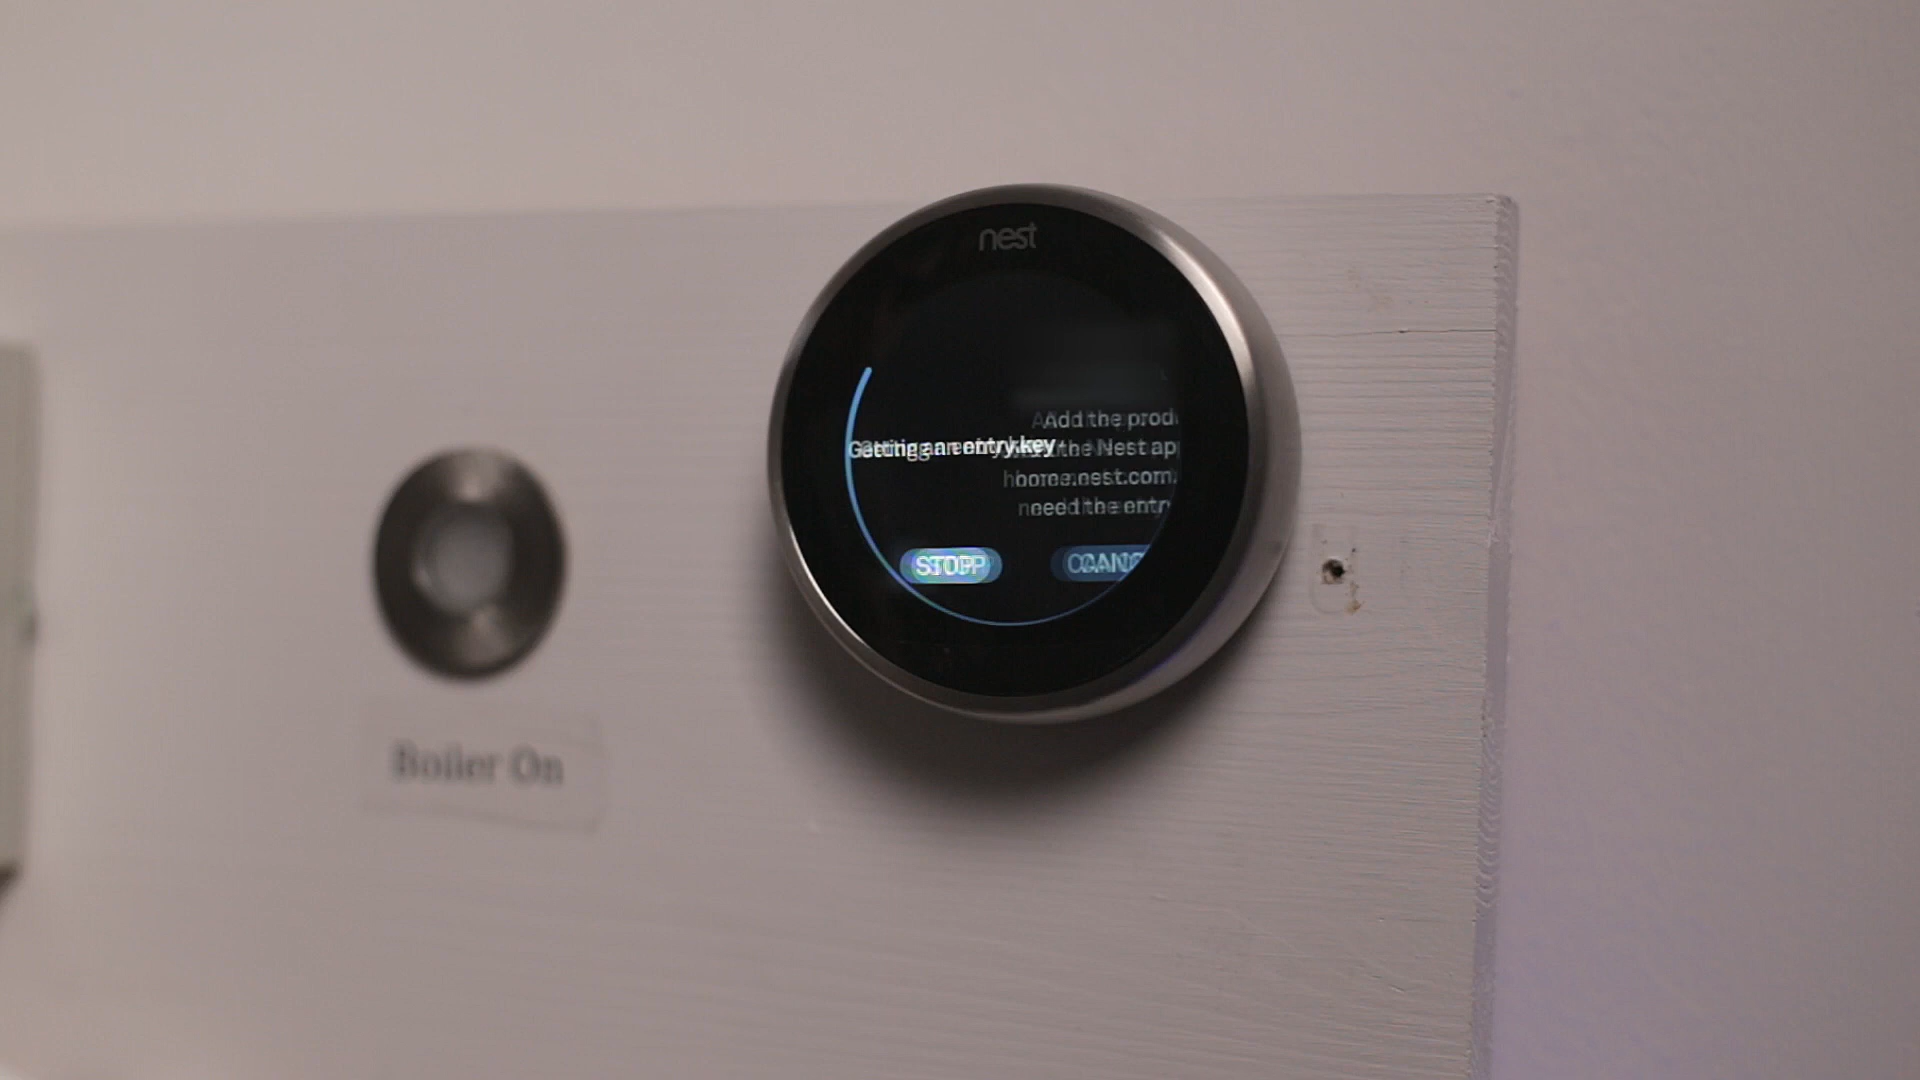 nest
Add the prod
Getting an entry key
the Nest ap
home.nest.com.
need the entry
STOP
CANC
Boiler On